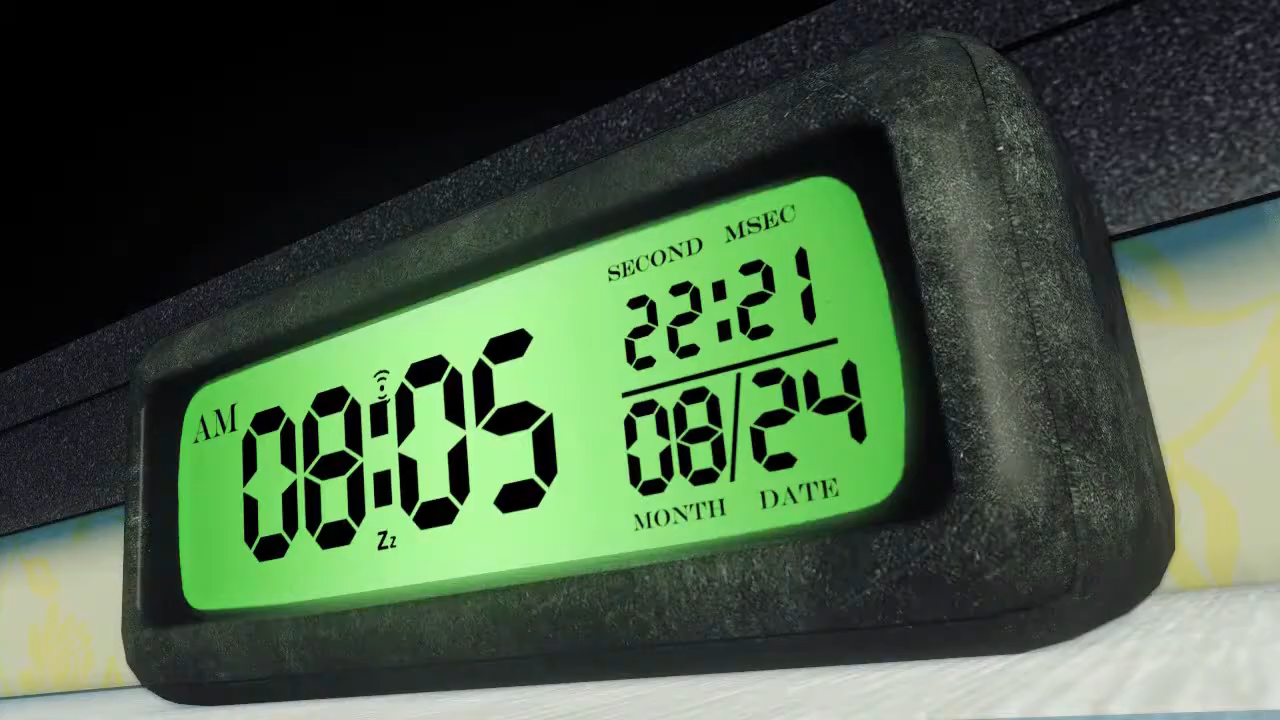 AM 08:05
Zz
SECOND MSEC
22:21
08/24
MONTH DATE